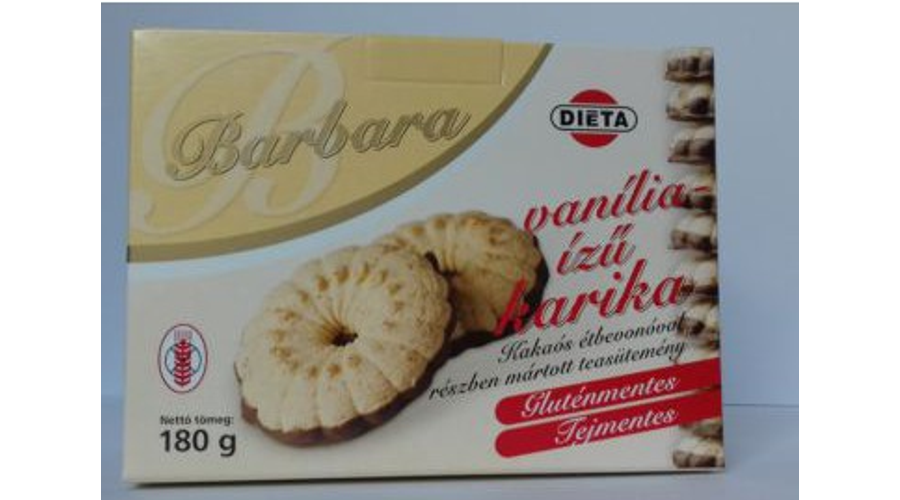 Barbara
DIETA
vanília-
ízű
karika
Kakaós étbevonóval
részben mártott teasütemény
Gluténmentes
Tejmentes
Nettó tömeg:
180 g